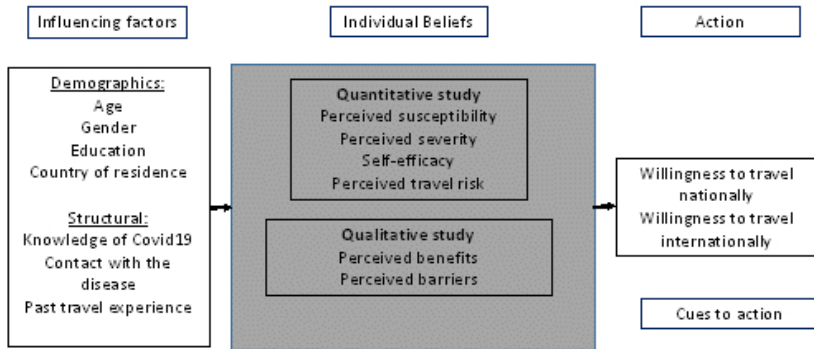 Influencing factors
Individual Beliefs
Action
Demographics:
Age
Gender
Education
Country of residence
Structural:
Knowledge of Covid19
Contact with the
disease
Past travel experience
Quantitative study
Perceived susceptibility
Perceived severity
Self-efficacy
Perceived travel risk
Qualitative study
Perceived benefits
Perceived barriers
Willingness to travel
nationally
Willingness to travel
internationally
Cues to action